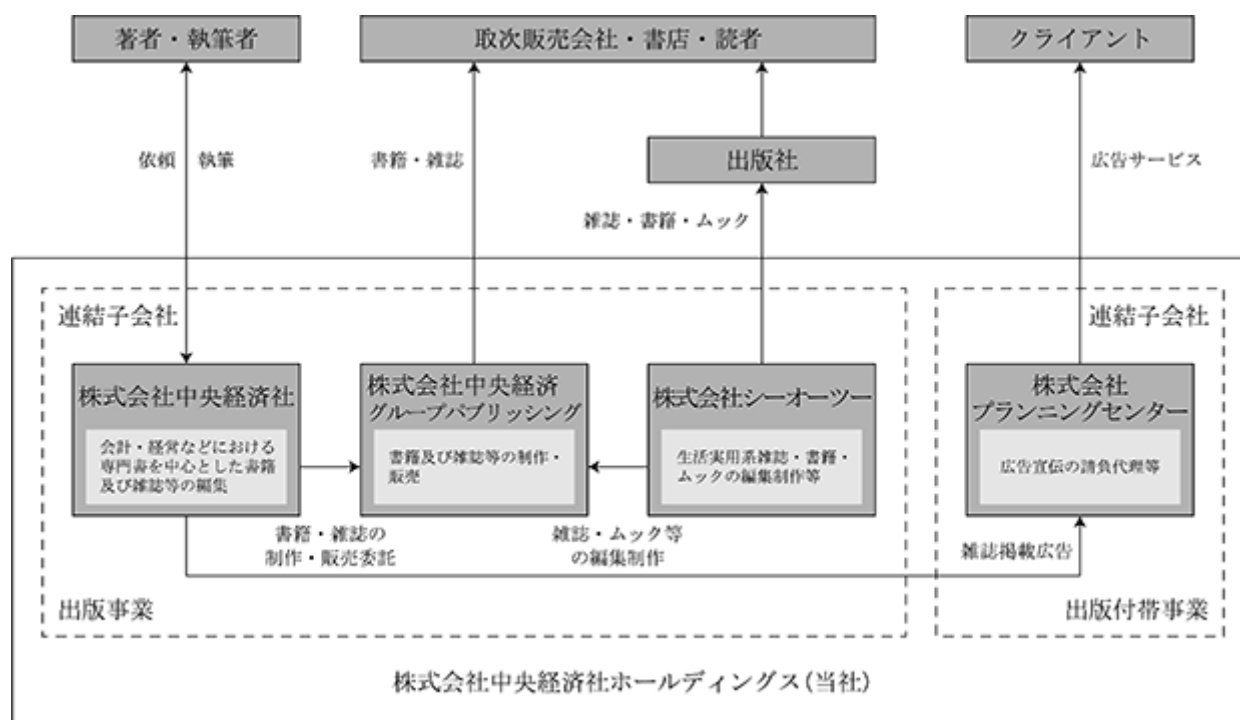 著者・執筆者
取次販売会社・書店・読者
クライアント
依頼
執筆
書籍・雑誌
出版社
広告サービス
雑誌・書籍・ムック
連結子会社
連結子会社
株式会社中央経済社
会計・経営などにおける
専門書を中心とした書籍
及び雑誌等の編集
株式会社中央経済
グループパブリッシング
書籍及び雑誌等の制作・
販売
株式会社シーオーツー
生活実用系雑誌・書籍・
ムックの編集制作等
株式会社
プランニングセンター
広告宣伝の請負代理等
書籍・雑誌の
制作・販売委託
雑誌・ムック等
の編集制作
雑誌掲載広告
出版事業
出版付帯事業
株式会社中央経済社ホールディングス(当社)